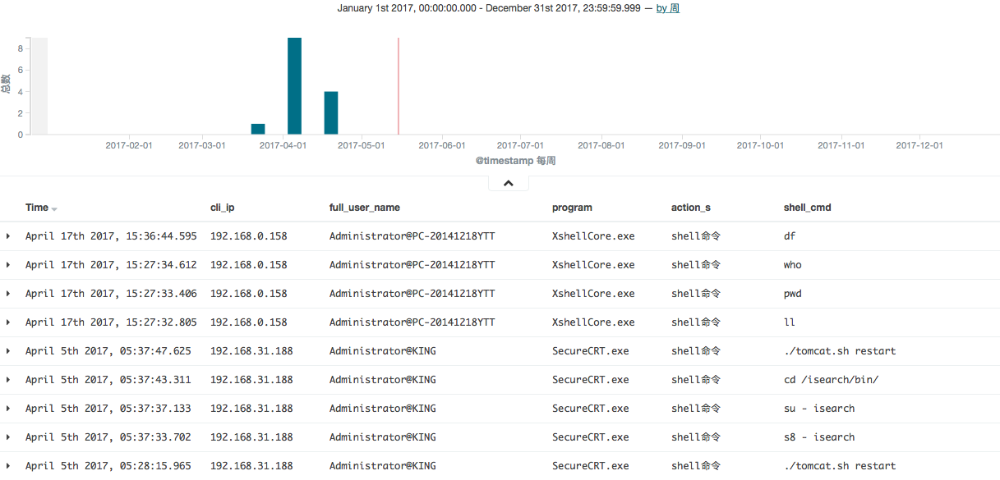 January 1st 2017, 00:00:00.000 - December 31st 2017, 23:59:59.999 — by 周
8
6
4
2
0
总数
2017-02-01 2017-03-01 2017-04-01 2017-05-01 2017-06-01 2017-07-01 2017-08-01 2017-09-01 2017-10-01 2017-11-01 2017-12-01
@timestamp 每周
Time cli_ip full_user_name program action_s shell_cmd
April 17th 2017, 15:36:44.595 192.168.0.158 Administrator@PC-20141218YTT XshellCore.exe shell命令 df
April 17th 2017, 15:27:34.612 192.168.0.158 Administrator@PC-20141218YTT XshellCore.exe shell命令 who
April 17th 2017, 15:27:33.406 192.168.0.158 Administrator@PC-20141218YTT XshellCore.exe shell命令 pwd
April 17th 2017, 15:27:32.805 192.168.0.158 Administrator@PC-20141218YTT XshellCore.exe shell命令 ll
April 5th 2017, 05:37:47.625 192.168.31.188 Administrator@KING SecureCRT.exe shell命令 ./tomcat.sh restart
April 5th 2017, 05:37:43.311 192.168.31.188 Administrator@KING SecureCRT.exe shell命令 cd /isearch/bin/
April 5th 2017, 05:37:37.133 192.168.31.188 Administrator@KING SecureCRT.exe shell命令 su - isearch
April 5th 2017, 05:37:33.702 192.168.31.188 Administrator@KING SecureCRT.exe shell命令 s8 - isearch
April 5th 2017, 05:28:15.965 192.168.31.188 Administrator@KING SecureCRT.exe shell命令 ./tomcat.sh restart